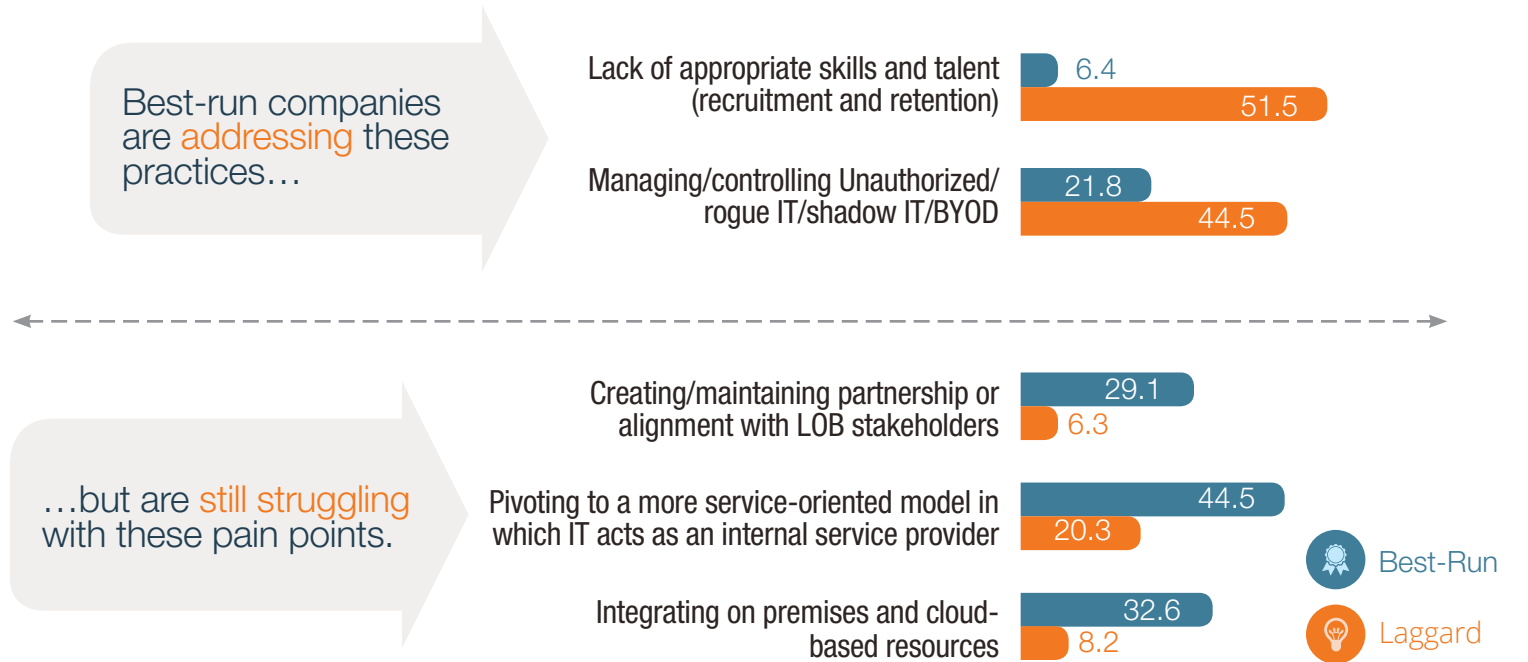 Best-run companies
are addressing these
practices…
Lack of appropriate skills and talent
(recruitment and retention)
6.4
51.5
Managing/controlling Unauthorized/
rogue IT/shadow IT/BYOD
21.8
44.5
…but are still struggling
with these pain points.
Creating/maintaining partnership or
alignment with LOB stakeholders
29.1
6.3
Pivoting to a more service-oriented model in
which IT acts as an internal service provider
44.5
20.3
Integrating on premises and cloud-
based resources
32.6
8.2
Best-Run
Laggard